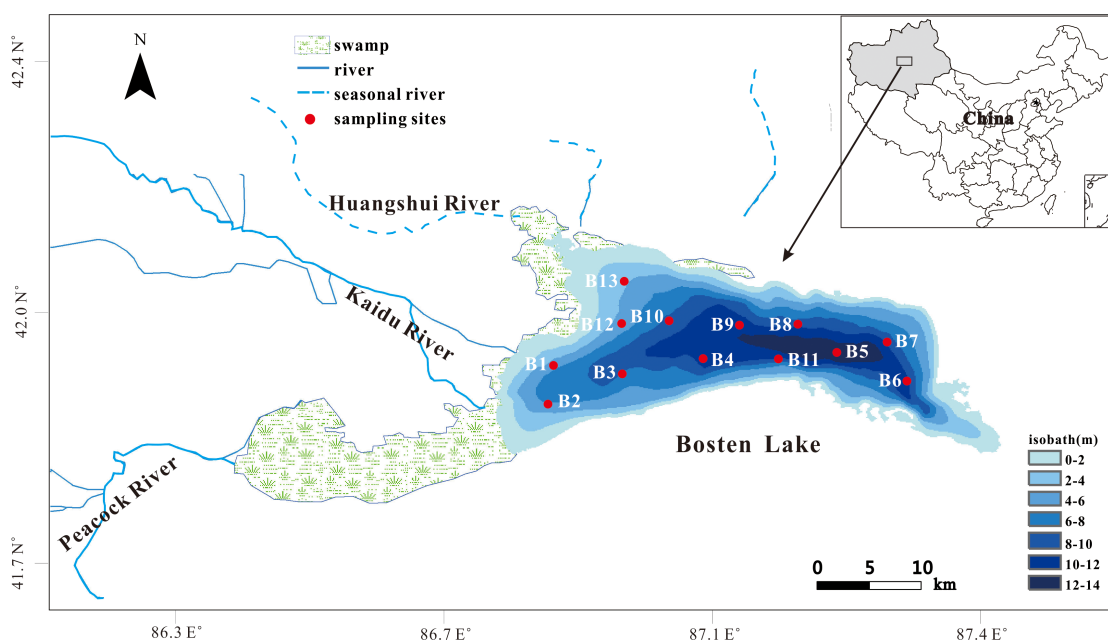 N
swamp
river
seasonal river
sampling sites
China
42.4 N°
42.0 N°
41.7 N°
Huangshui River
Kaidu River
Peacock River
Bosten Lake
B13
B12
B10
B9
B8
B7
B1
B3
B4
B11
B5
B6
B2
isobath(m)
0-2
2-4
4-6
6-8
8-10
10-12
12-14
0 5 10
km
86.3 E°
86.7 E°
87.1 E°
87.4 E°